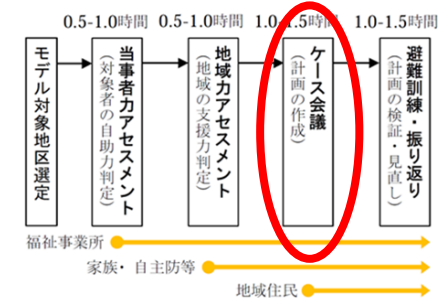 0.5-1.0時間 0.5-1.0時間 1.0-1.5時間 1.0-1.5時間
モデル対象地区選定
当事者力アセスメント
(対象者の自助力判定)
地域力アセスメント
(地域の支援力判定)
ケース会議
(計画の作成)
避難訓練・振り返り
(計画の検証・見直し)
福祉事業所
家族・自主防等
地域住民